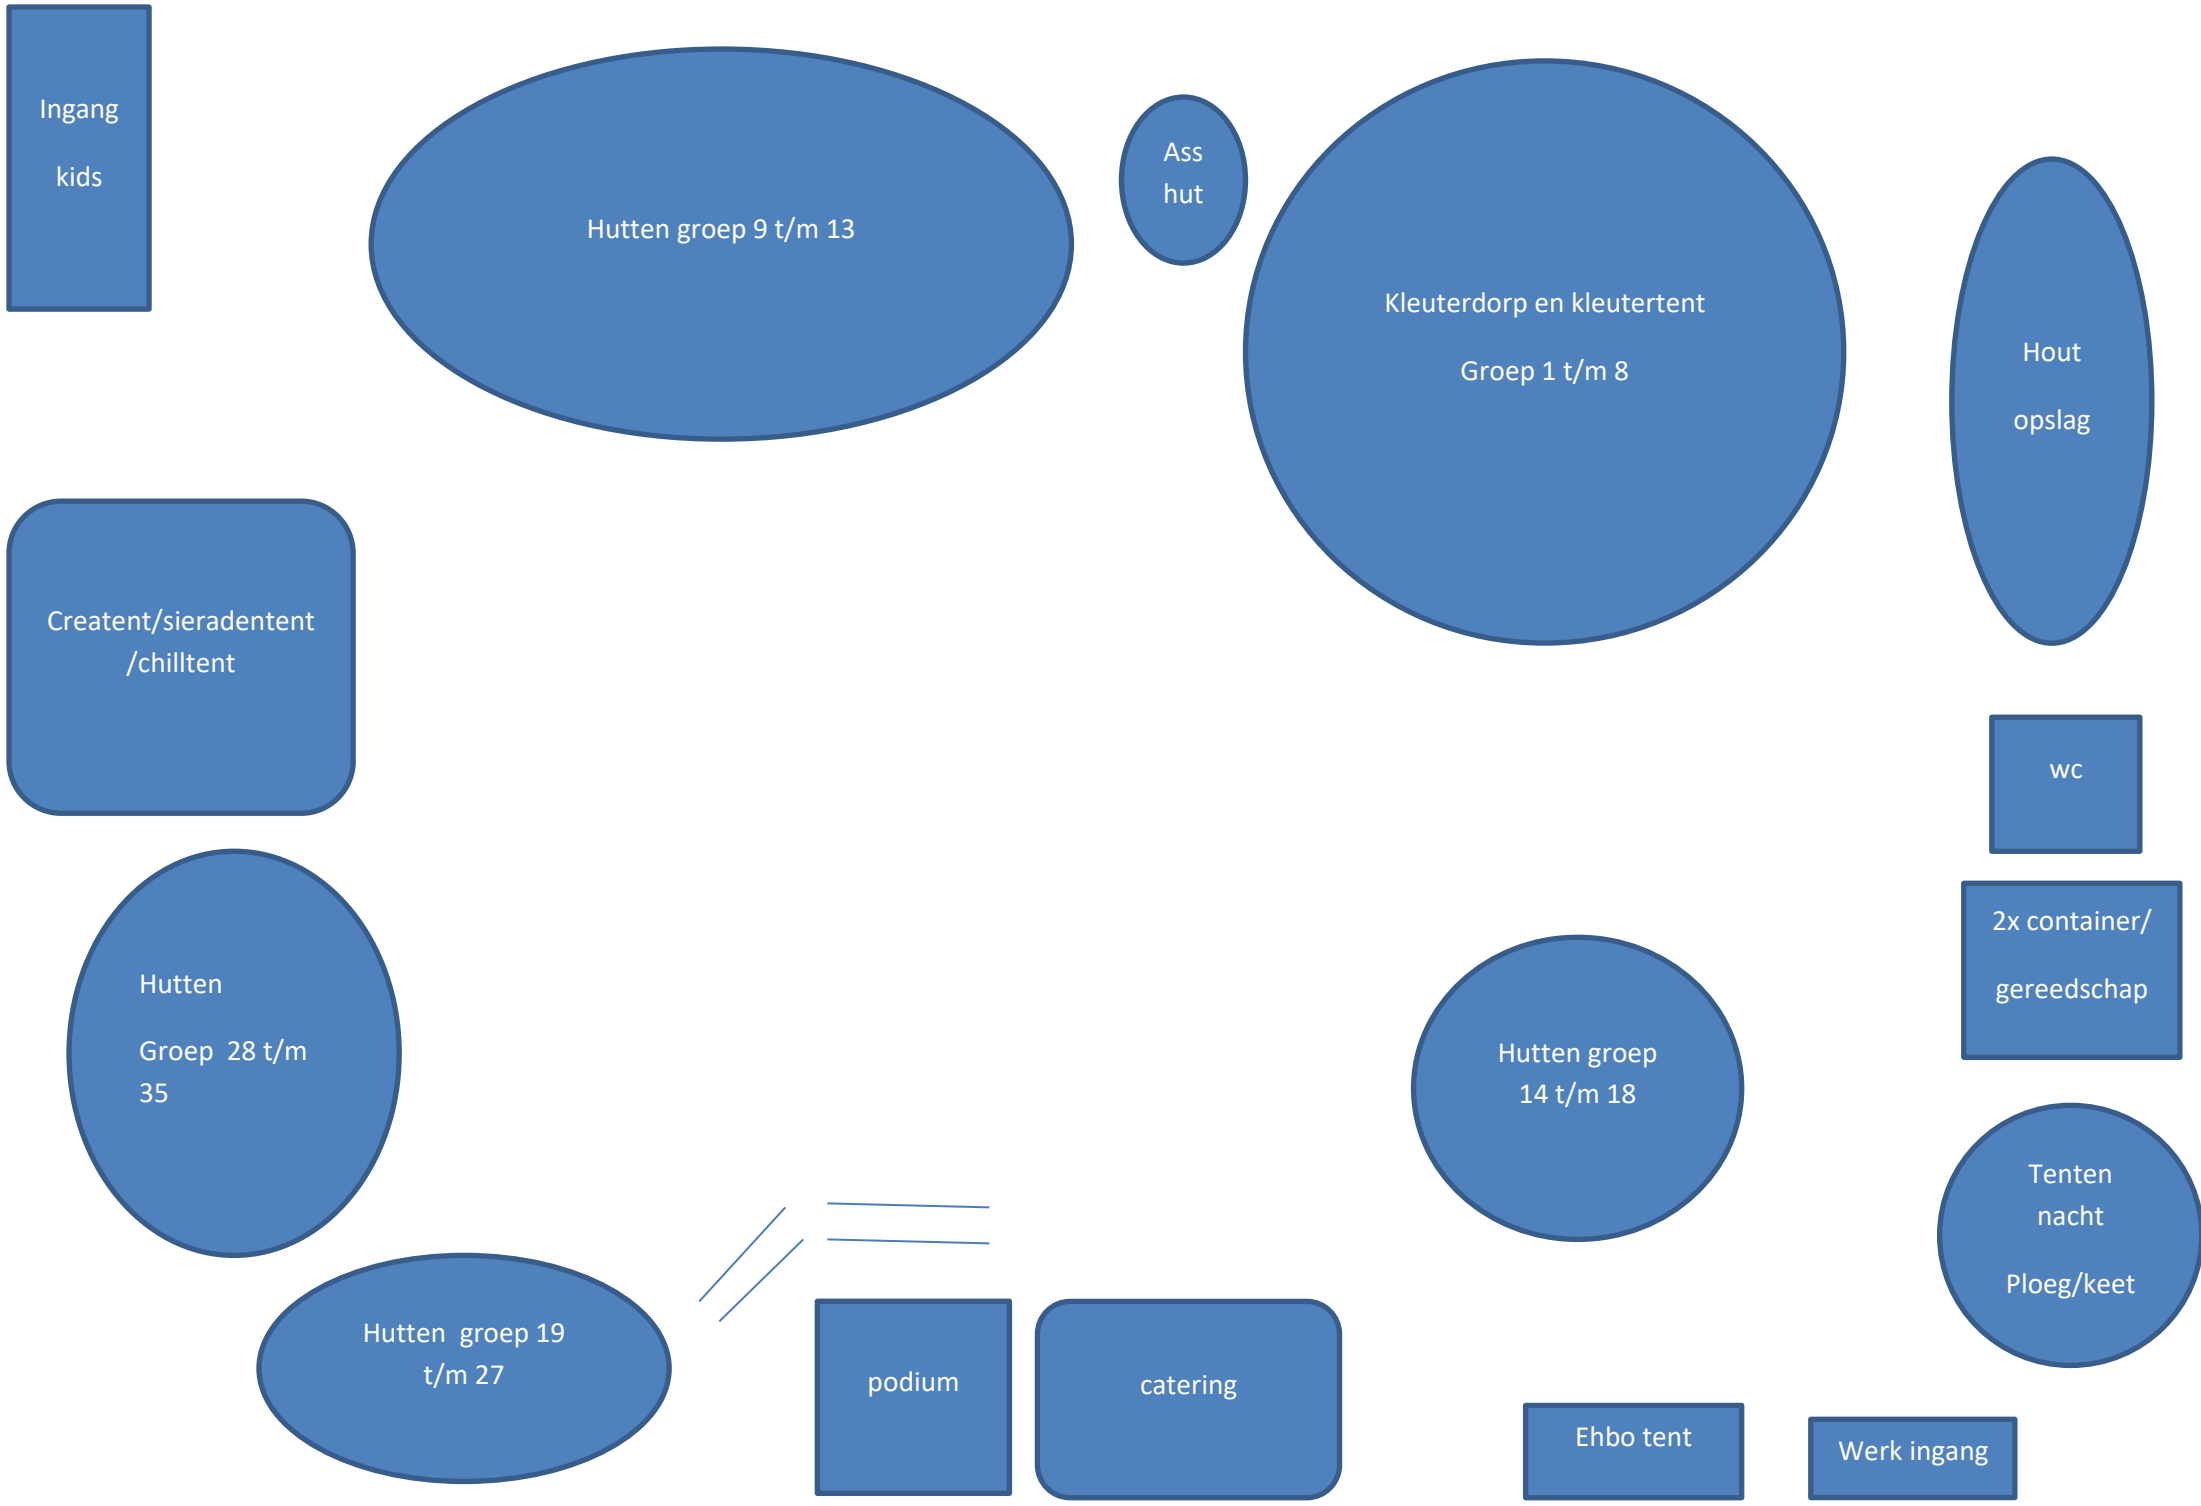 Ingang
kids
Hutten groep 9 t/m 13
Ass
hut
Kleuterdorp en kleutertent
Groep 1 t/m 8
Hout
opslag
Creatent/sieradentent
/chilltent
wc
2x container/
gereedschap
Hutten
Groep  28 t/m
35
Hutten groep
14 t/m 18
Tenten
nacht
Ploeg/keet
Hutten  groep 19
t/m 27
podium
catering
Ehbo tent
Werk ingang